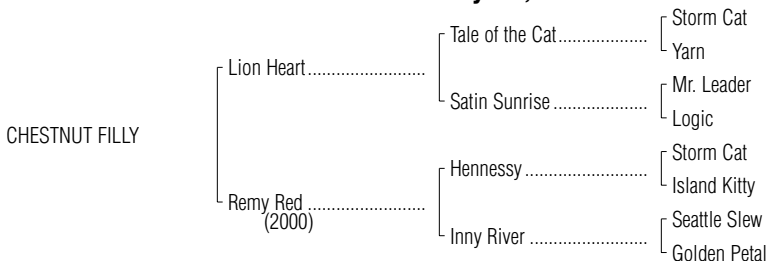 Storm Cat
Tale of the Cat....................
Yarn
Lion Heart..........................
Mr. Leader
Satin Sunrise .....................
Logic
CHESTNUT FILLY
Storm Cat
Hennessy ...........................
Island Kitty
Remy Red ..........................
(2000)
Seattle Slew
Inny River ..........................
Golden Petal